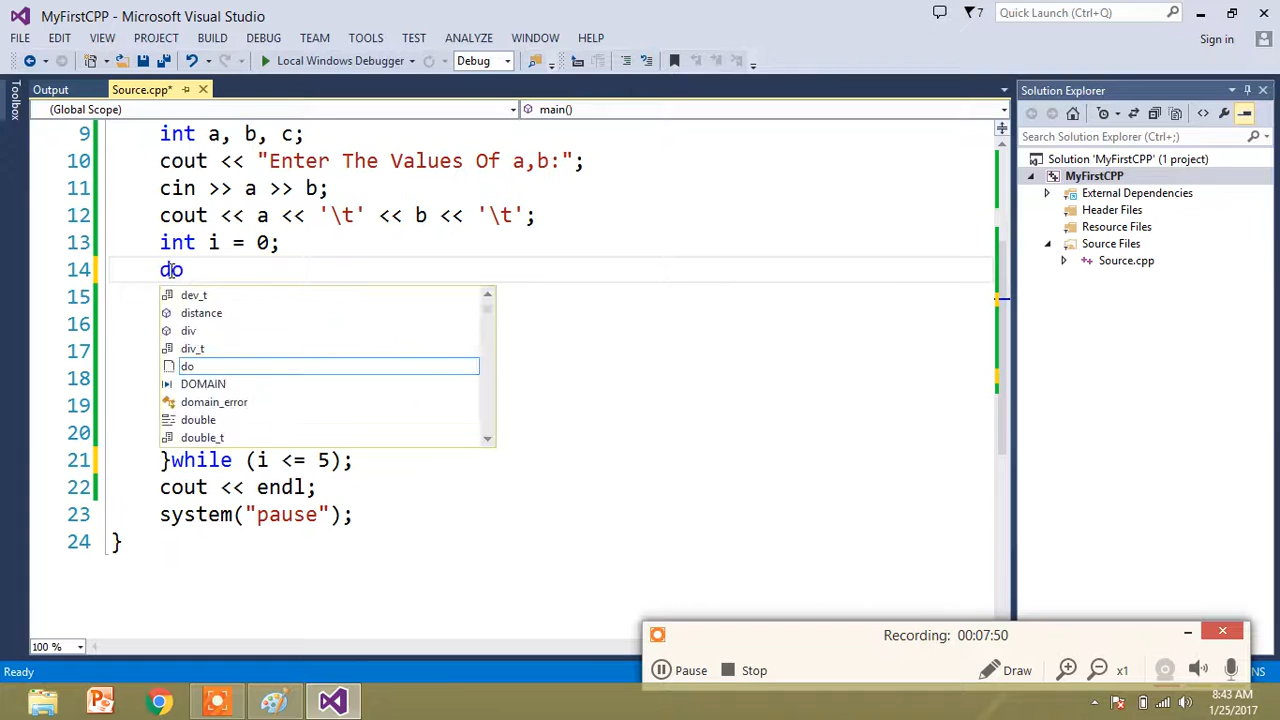 MyFirstCPP - Microsoft Visual Studio
7
Quick Launch (Ctrl+Q)
FILE EDIT VIEW PROJECT BUILD DEBUG TEAM TOOLS TEST ANALYZE WINDOW HELP
Sign in
Local Windows Debugger
Debug
Toolbox
Output
Source.cpp*
(Global Scope)
main()
9 int a, b, c;
10 cout << "Enter The Values Of a,b:";
11 cin >> a >> b;
12 cout << a << '\t' << b << '\t';
13 int i = 0;
14 do
15
16
17
18
19
20
21 }while (i <= 5);
22 cout << endl;
23 system("pause");
24 }
dev_t
distance
div
div_t
do
DOMAIN
domain_error
double
double_t
100 %
Solution Explorer
Search Solution Explorer (Ctrl+;)
Solution 'MyFirstCPP' (1 project)
MyFirstCPP
External Dependencies
Header Files
Resource Files
Source Files
Source.cpp
Ready
NS
Recording: 00:07:50
Pause
Stop
Draw
x1
8:43 AM
1/25/2017